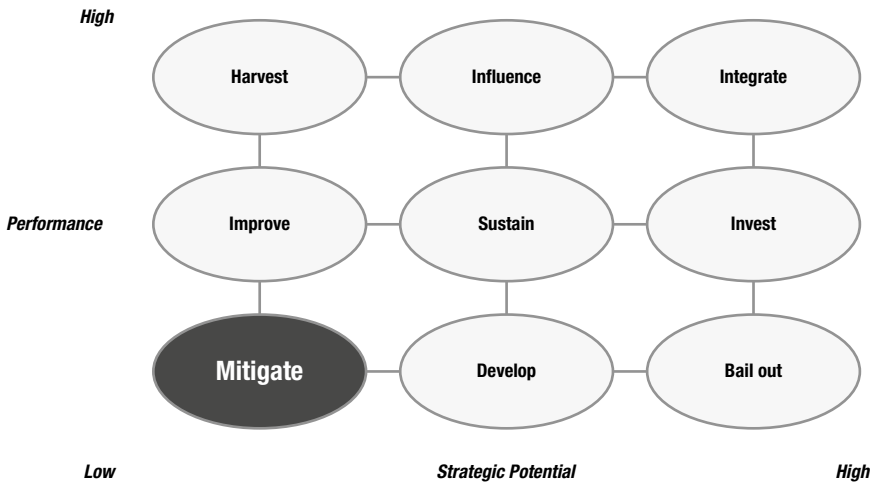 High
Harvest
Influence
Integrate
Performance
Improve
Sustain
Invest
Mitigate
Develop
Bail out
Low
Strategic Potential
High